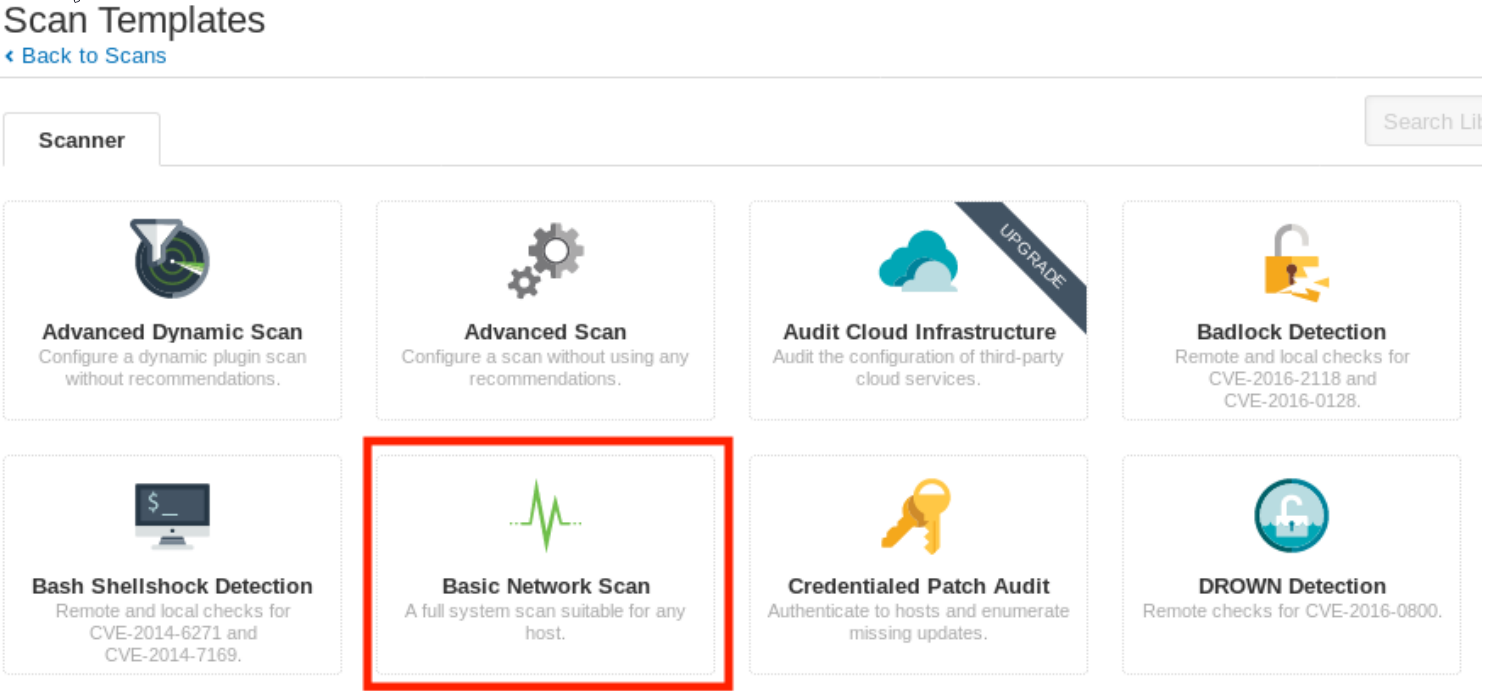 Scan Templates
Back to Scans
Scanner
Search Lib
UPGRADE
Advanced Dynamic Scan
Configure a dynamic plugin scan
without recommendations.
Advanced Scan
Configure a scan without using any
recommendations.
Audit Cloud Infrastructure
Audit the configuration of third-party
cloud services.
Badlock Detection
Remote and local checks for
CVE-2016-2118 and
CVE-2016-0128.
$_
Bash Shellshock Detection
Remote and local checks for
CVE-2014-6271 and
CVE-2014-7169.
Basic Network Scan
A full system scan suitable for any
host.
Credentialed Patch Audit
Authenticate to hosts and enumerate
missing updates.
DROWN Detection
Remote checks for CVE-2016-0800.